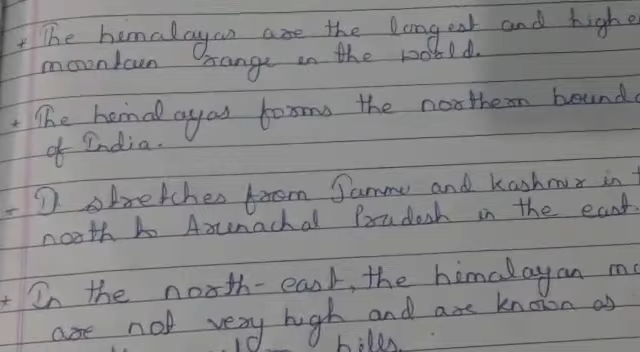 The himalayas are the longest and highe
mountain range in the world.
The himalayas forms the northern bounda
of India.
It stretches from Jammu and Kashmir in t
north to Arunachal Pradesh in the east.
In the north-east, the himalayan mo
are not very high and are known as
hills.